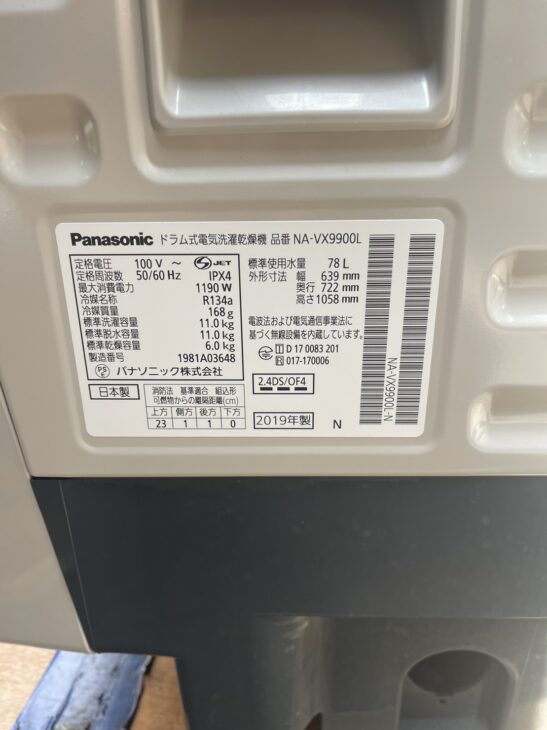 Panasonic ドラム式電気洗濯乾燥機 品番 NA-VX9900L
定格電圧 100 V ～ S JET
定格周波数 50/60 Hz IPX4
最大消費電力 1190 W
冷媒名称 R134a
冷媒質量 168 g
標準洗濯容量 11.0 kg
標準脱水容量 11.0 kg
標準乾燥容量 6.0 kg
製造番号 1981A03648
PSE パナソニック株式会社
標準使用水量 78 L
外形寸法 幅 639 mm
奥行 722 mm
高さ 1058 mm
電波法および電気通信事業法に
基づく無線設備を内蔵しています。
T D 17 0083 201
R 017-170006
2.4DS/OF4
日本製
消防法 基準適合 組込形
可燃物からの離隔距離(cm)
上方 側方 後方 下方
23 1 1 0
2019年製 N
NA-VX9900L-N